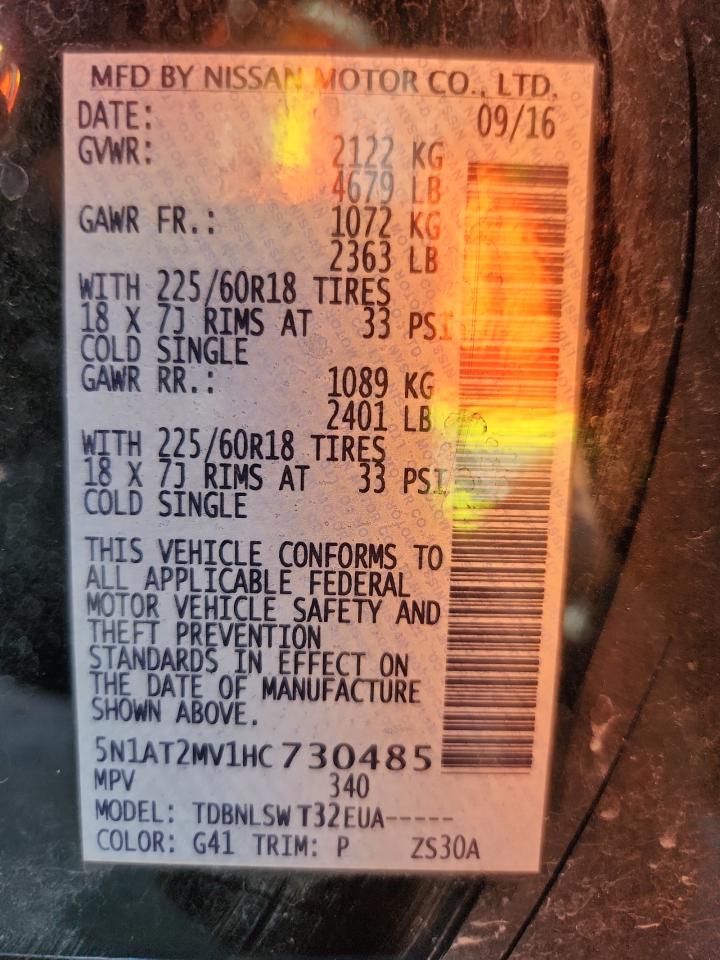 MFD BY NISSAN MOTOR CO., LTD.
DATE: 09/16
GVWR: 2122 KG
4679 LB
GAWR FR.: 1072 KG
2363 LB
WITH 225/60R18 TIRES
18 X 7J RIMS AT 33 PSI
COLD SINGLE
GAWR RR.: 1089 KG
2401 LB
WITH 225/60R18 TIRES
18 X 7J RIMS AT 33 PSI
COLD SINGLE
THIS VEHICLE CONFORMS TO
ALL APPLICABLE FEDERAL
MOTOR VEHICLE SAFETY AND
THEFT PREVENTION
STANDARDS IN EFFECT ON
THE DATE OF MANUFACTURE
SHOWN ABOVE.
5N1AT2MV1HC730485
MPV 340
MODEL: TDBNLSW T32EUA-----
COLOR: G41 TRIM: P ZS30A